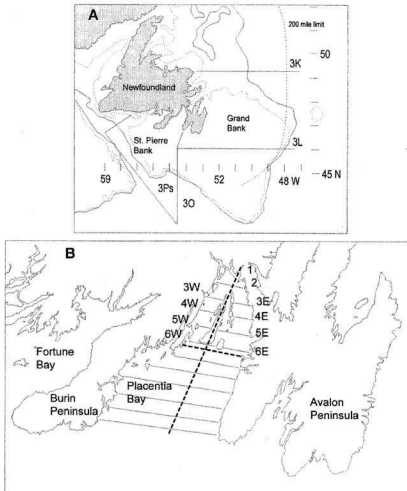 A
200 mile limit
50
3K
Newfoundland
Grand
Bank
St. Pierre
Bank
3L
59
52
48 W
45 N
3Ps
3O
B
1
2
3W
3E
4W
4E
5W
5E
6W
6E
Fortune
Bay
Burin
Peninsula
Placentia
Bay
Avalon
Peninsula